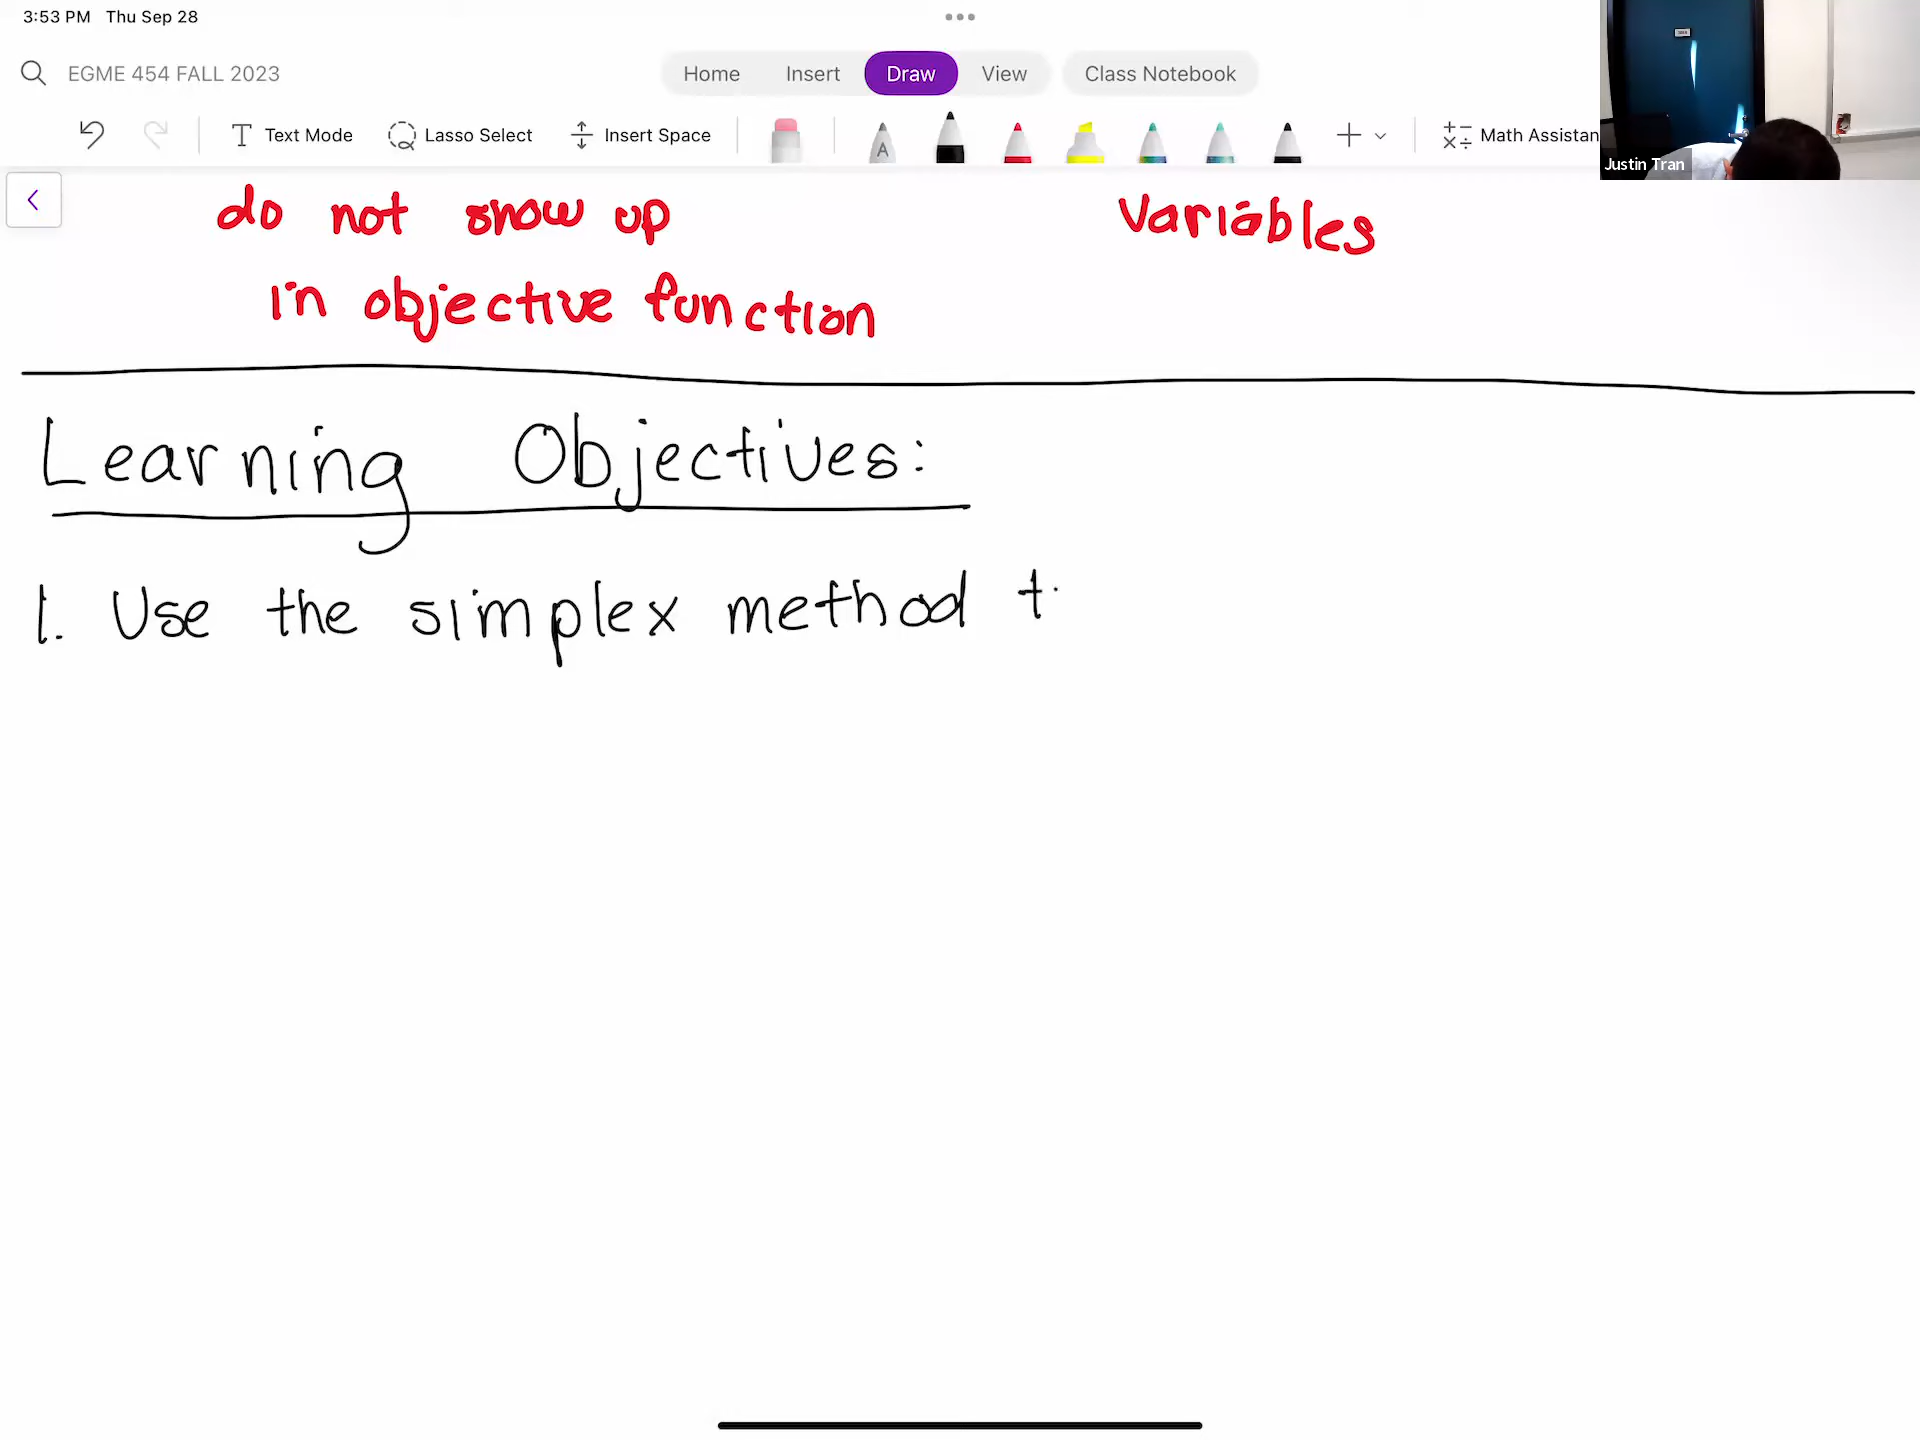 3:53 PM Thu Sep 28
EGME 454 FALL 2023
Home Insert Draw View Class Notebook
Text Mode Lasso Select Insert Space A Math Assistan
Justin Tran
do not show up variables
in objective function
Learning Objectives:
1. Use the simplex method t